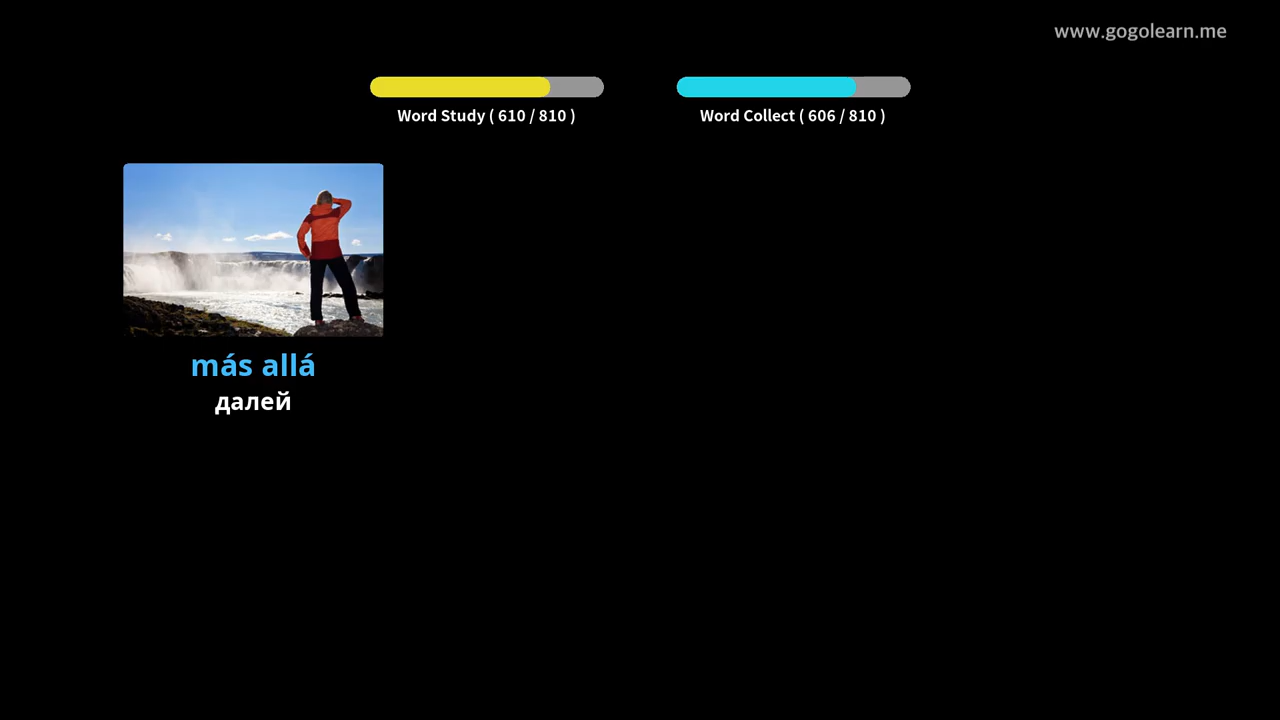 www.gogolearn.me
Word Study ( 610 / 810 )
Word Collect ( 606 / 810 )
más allá
далей